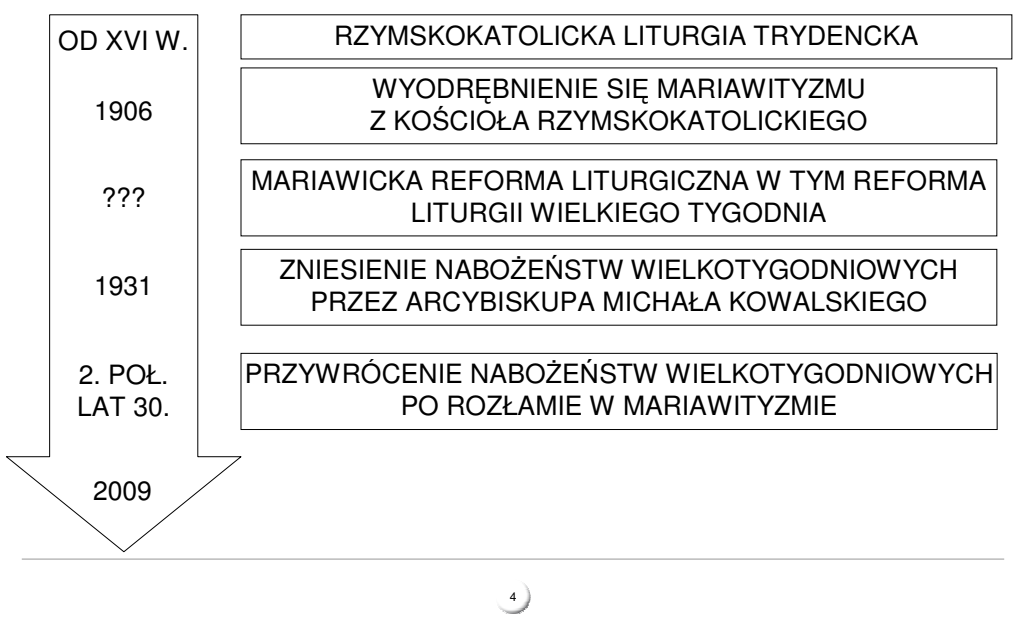 OD XVI W.
RZYMSKOKATOLICKA LITURGIA TRYDENCKA
1906
WYODRĘBNIENIE SIĘ MARIAWITYZMU
Z KOŚCIOŁA RZYMSKOKATOLICKIEGO
???
MARIAWICKA REFORMA LITURGICZNA W TYM REFORMA
LITURGII WIELKIEGO TYGODNIA
1931
ZNIESIENIE NABOŻEŃSTW WIELKOTYGODNIOWYCH
PRZEZ ARCYBISKUPA MICHAŁA KOWALSKIEGO
2. POŁ.
LAT 30.
PRZYWRÓCENIE NABOŻEŃSTW WIELKOTYGODNIOWYCH
PO ROZŁAMIE W MARIAWITYZMIE
2009
4